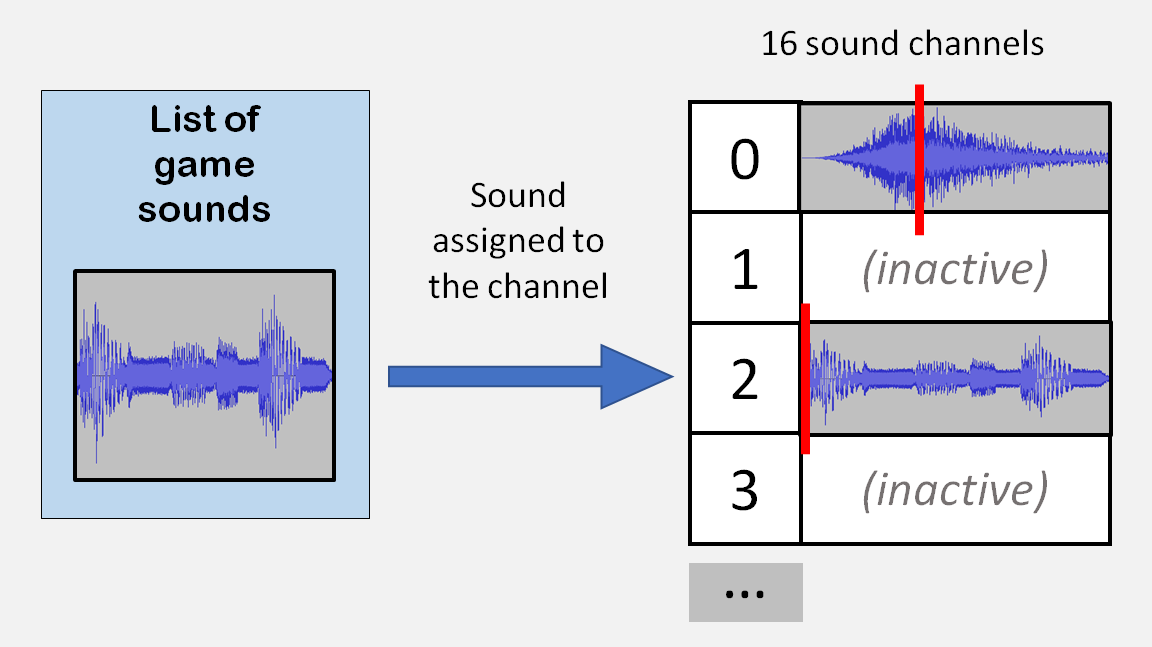 16 sound channels
List of
game
sounds
Sound
assigned to
the channel
0
1
(inactive)
2
3
(inactive)
...